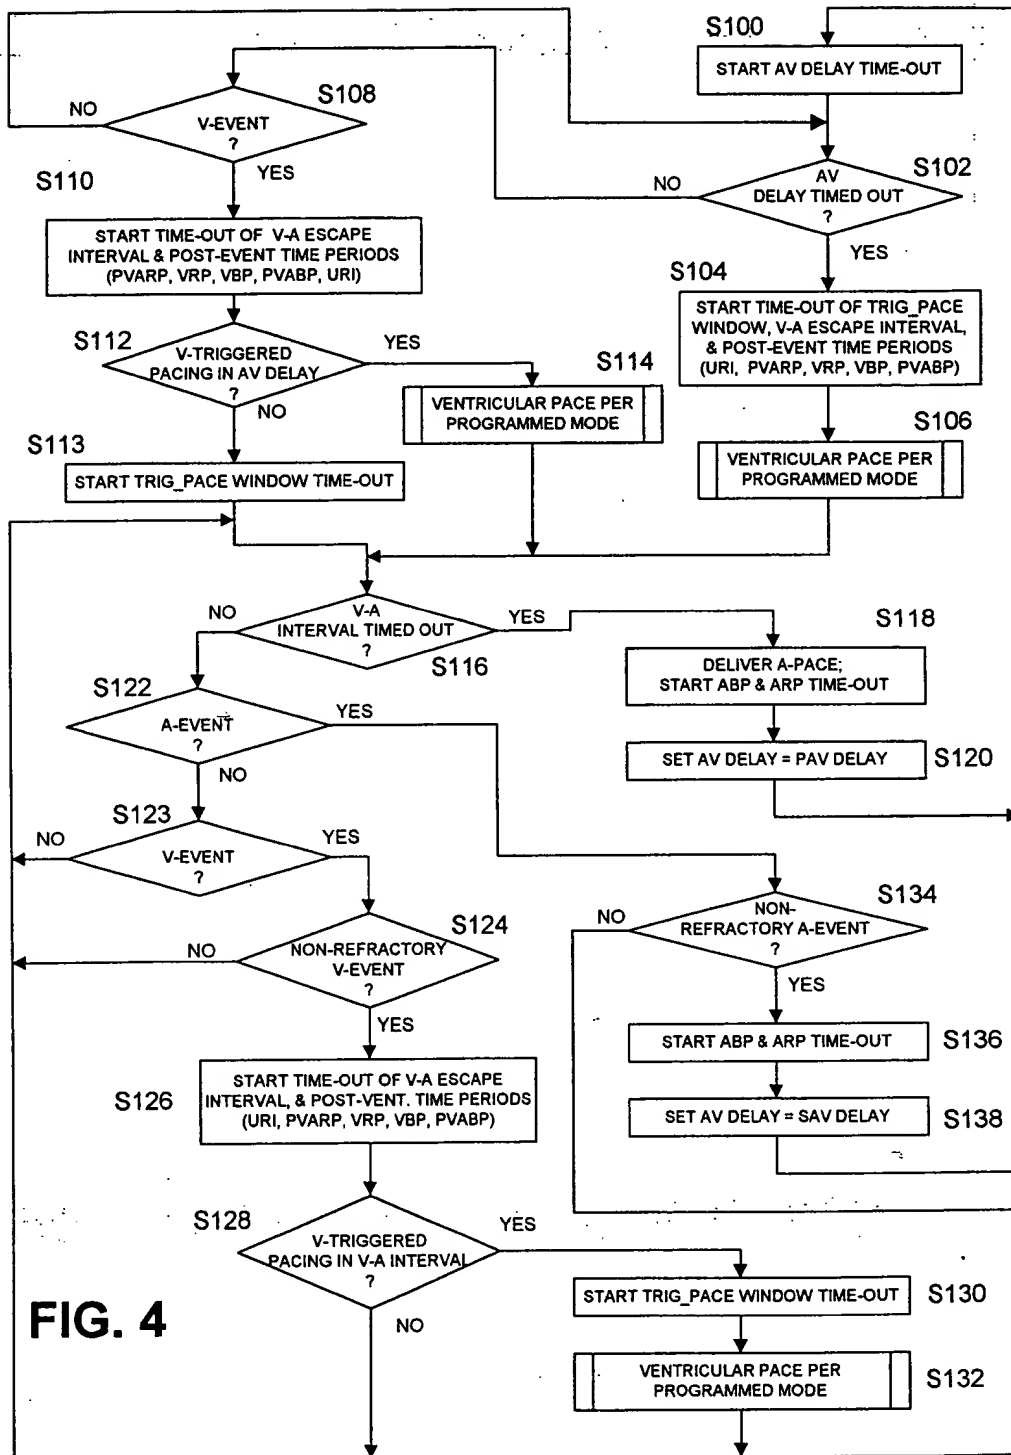 S100
START AV DELAY TIME-OUT
S108
NO
V-EVENT
?
YES
S110
S102
NO
AV
DELAY TIMED OUT
?
YES
START TIME-OUT OF V-A ESCAPE
INTERVAL & POST-EVENT TIME PERIODS
(PVARP, VRP, VBP, PVABP, URI)
S104
START TIME-OUT OF TRIG_PACE
WINDOW, V-A ESCAPE INTERVAL,
& POST-EVENT TIME PERIODS
(URI, PVARP, VRP, VBP, PVABP)
S112
V-TRIGGERED
PACING IN AV DELAY
?
YES
NO
S114
VENTRICULAR PACE PER
PROGRAMMED MODE
S106
VENTRICULAR PACE PER
PROGRAMMED MODE
S113
START TRIG_PACE WINDOW TIME-OUT
NO
V-A
INTERVAL TIMED OUT
?
YES
S116
S118
DELIVER A-PACE;
START ABP & ARP TIME-OUT
S122
A-EVENT
?
YES
NO
SET AV DELAY = PAV DELAY
S120
S123
NO
V-EVENT
?
YES
S134
NO
NON-
REFRACTORY A-EVENT
?
YES
S124
NO
NON-REFRACTORY
V-EVENT
?
YES
START ABP & ARP TIME-OUT
S136
S126
START TIME-OUT OF V-A ESCAPE
INTERVAL, & POST-VENT. TIME PERIODS
(URI, PVARP, VRP, VBP, PVABP)
SET AV DELAY = SAV DELAY
S138
S128
V-TRIGGERED
PACING IN V-A INTERVAL
?
YES
NO
START TRIG_PACE WINDOW TIME-OUT
S130
FIG. 4
VENTRICULAR PACE PER
PROGRAMMED MODE
S132